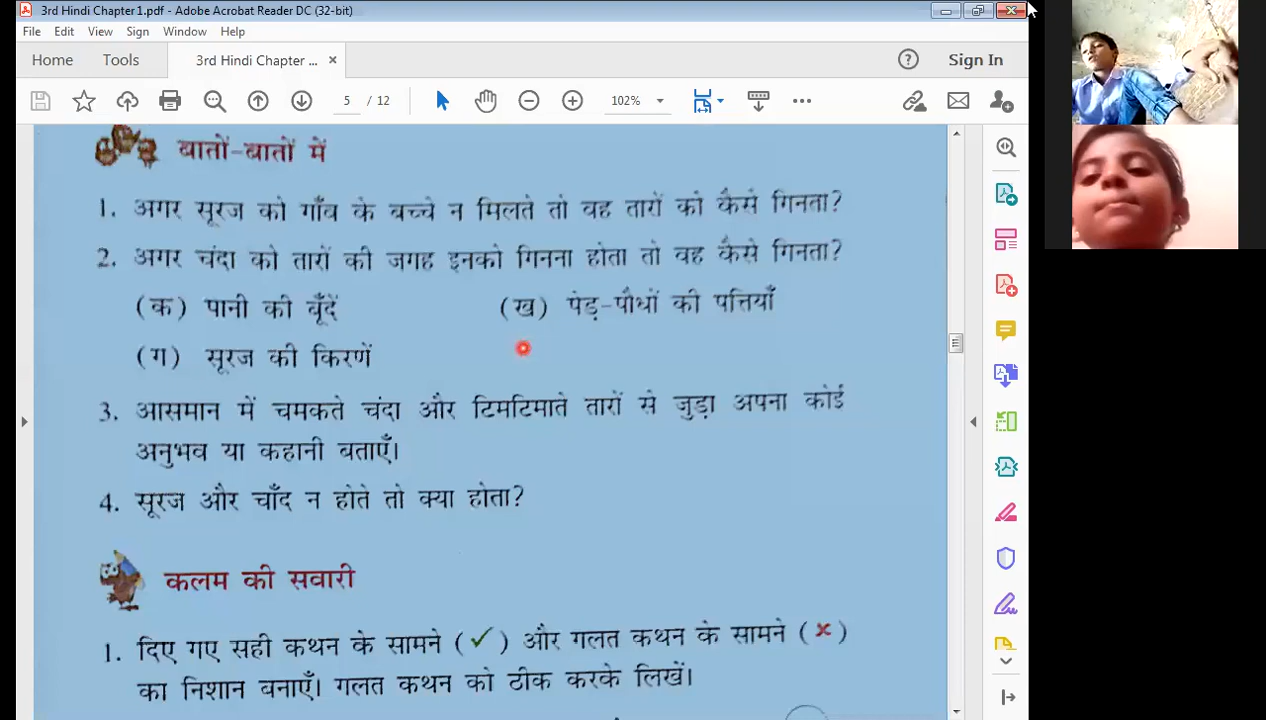 3rd Hindi Chapter 1.pdf - Adobe Acrobat Reader DC (32-bit)
File Edit View Sign Window Help
Home Tools 3rd Hindi Chapter ... × Sign In
5 / 12 102%
बातों-बातों में
1. अगर सूरज को गाँव के बच्चे न मिलते तो वह तारों को कैसे गिनता?
2. अगर चंदा को तारों की जगह इनको गिनना होता तो वह कैसे गिनता?
(क) पानी की बूँदें (ख) पेड़-पौधों की पत्तियाँ
(ग) सूरज की किरणें
3. आसमान में चमकते चंदा और टिमटिमाते तारों से जुड़ा अपना कोई
अनुभव या कहानी बताएँ।
4. सूरज और चाँद न होते तो क्या होता?
कलम की सवारी
1. दिए गए सही कथन के सामने (✓) और गलत कथन के सामने (×)
का निशान बनाएँ। गलत कथन को ठीक करके लिखें।